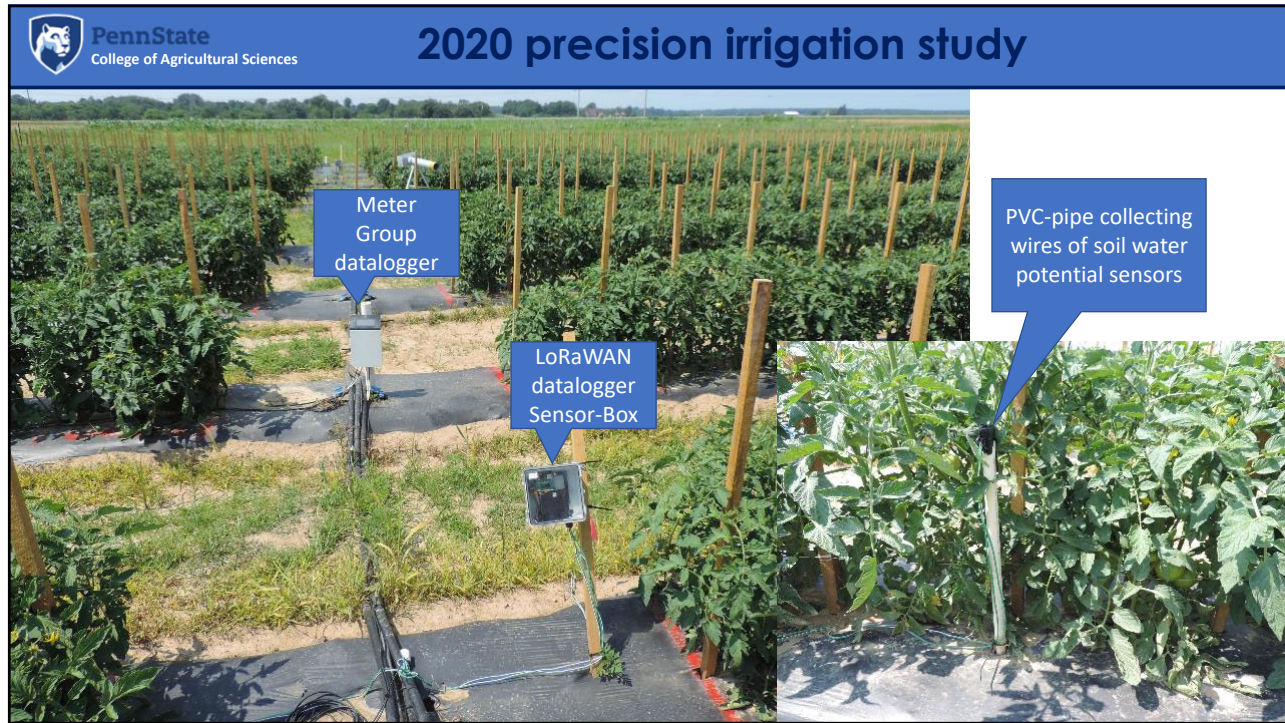 PennState
College of Agricultural Sciences
2020 precision irrigation study
Meter
Group
datalogger
LoRaWAN
datalogger
Sensor-Box
PVC-pipe collecting
wires of soil water
potential sensors